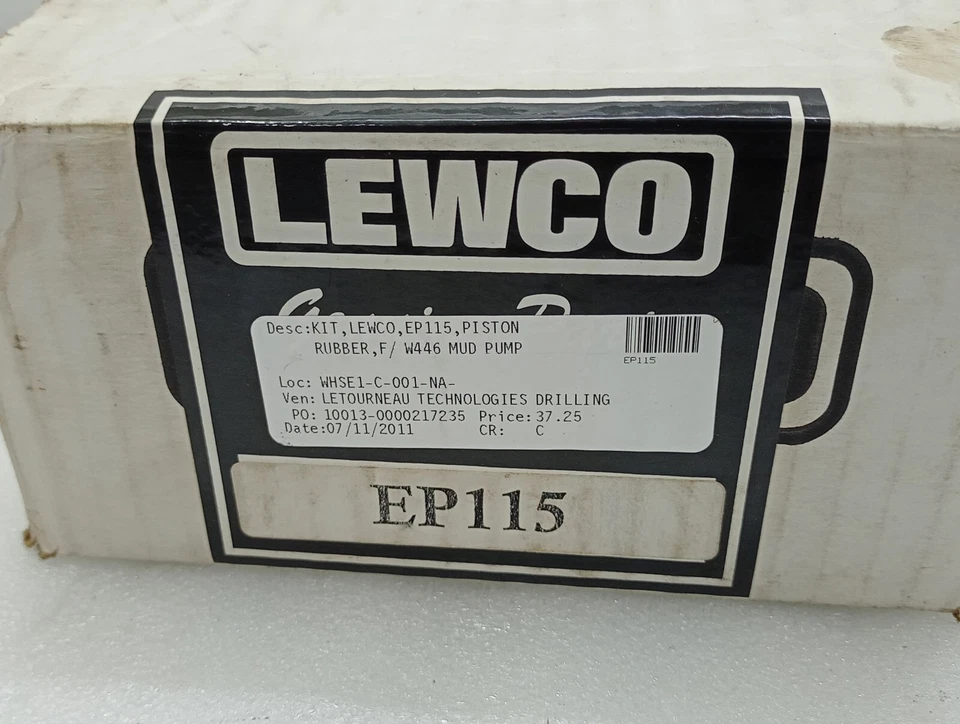 LEWCO
Desc:KIT,LEWCO,EP115,PISTON
RUBBER,F/ W446 MUD PUMP
EP115
Loc: WHSE1-C-001-NA-
Ven: LETOURNEAU TECHNOLOGIES DRILLING
PO: 10013-0000217235 Price: 37.25
Date:07/11/2011 CR: C
EP115